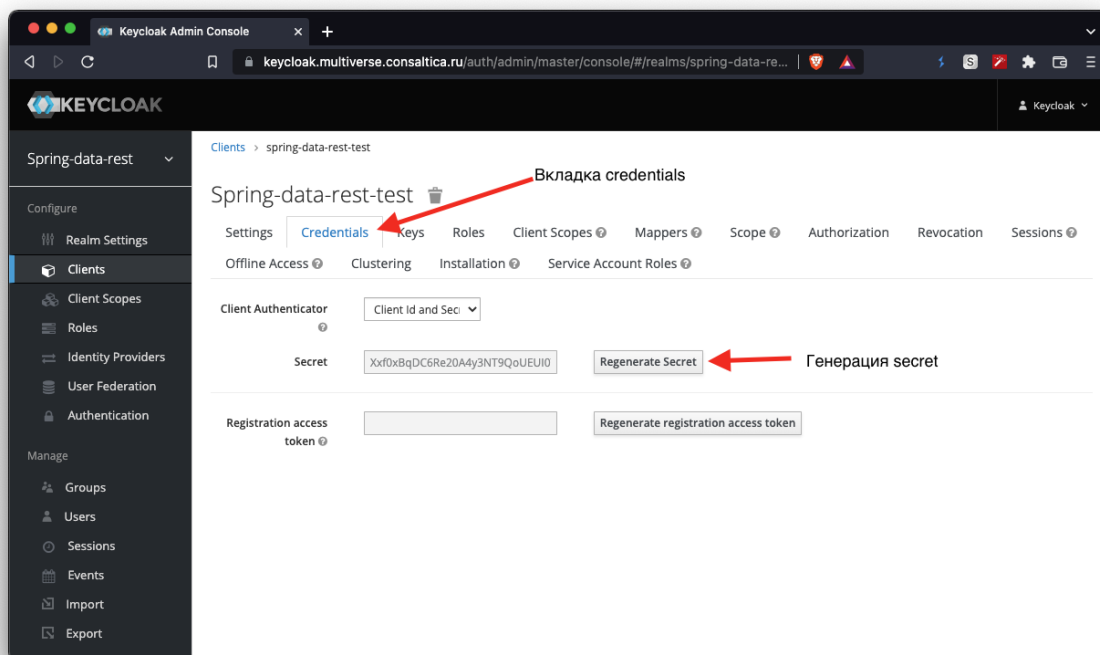 Keycloak Admin Console
keycloak.multiverse.consaltica.ru/auth/admin/master/console/#/realms/spring-data-re...
KEYCLOAK
Keycloak
Spring-data-rest
Configure
Realm Settings
Clients
Client Scopes
Roles
Identity Providers
User Federation
Authentication
Manage
Groups
Users
Sessions
Events
Import
Export
Clients > spring-data-rest-test
Вкладка credentials
Spring-data-rest-test
Settings Credentials Keys Roles Client Scopes Mappers Scope Authorization Revocation Sessions
Offline Access Clustering Installation Service Account Roles
Client Authenticator Client Id and Secr
Secret Xxf0xBqDC6Re20A4y3NT9QoUEUI0 Regenerate Secret Генерация secret
Registration access Regenerate registration access token
token